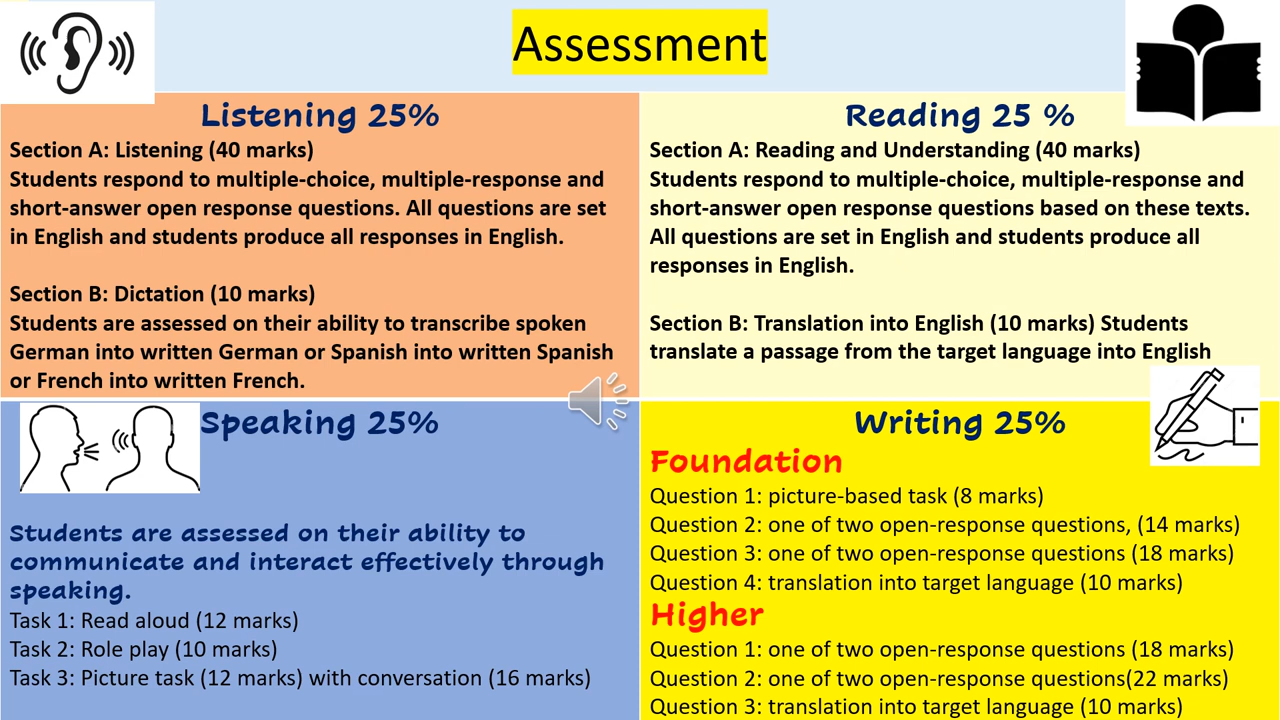 Assessment
Listening 25%
Section A: Listening (40 marks)
Students respond to multiple-choice, multiple-response and
short-answer open response questions. All questions are set
in English and students produce all responses in English.
Section B: Dictation (10 marks)
Students are assessed on their ability to transcribe spoken
German into written German or Spanish into written Spanish
or French into written French.
Reading 25 %
Section A: Reading and Understanding (40 marks)
Students respond to multiple-choice, multiple-response and
short-answer open response questions based on these texts.
All questions are set in English and students produce all
responses in English.
Section B: Translation into English (10 marks) Students
translate a passage from the target language into English
Speaking 25%
Students are assessed on their ability to
communicate and interact effectively through
speaking.
Task 1: Read aloud (12 marks)
Task 2: Role play (10 marks)
Task 3: Picture task (12 marks) with conversation (16 marks)
Writing 25%
Foundation
Question 1: picture-based task (8 marks)
Question 2: one of two open-response questions, (14 marks)
Question 3: one of two open-response questions (18 marks)
Question 4: translation into target language (10 marks)
Higher
Question 1: one of two open-response questions (18 marks)
Question 2: one of two open-response questions(22 marks)
Question 3: translation into target language (10 marks)